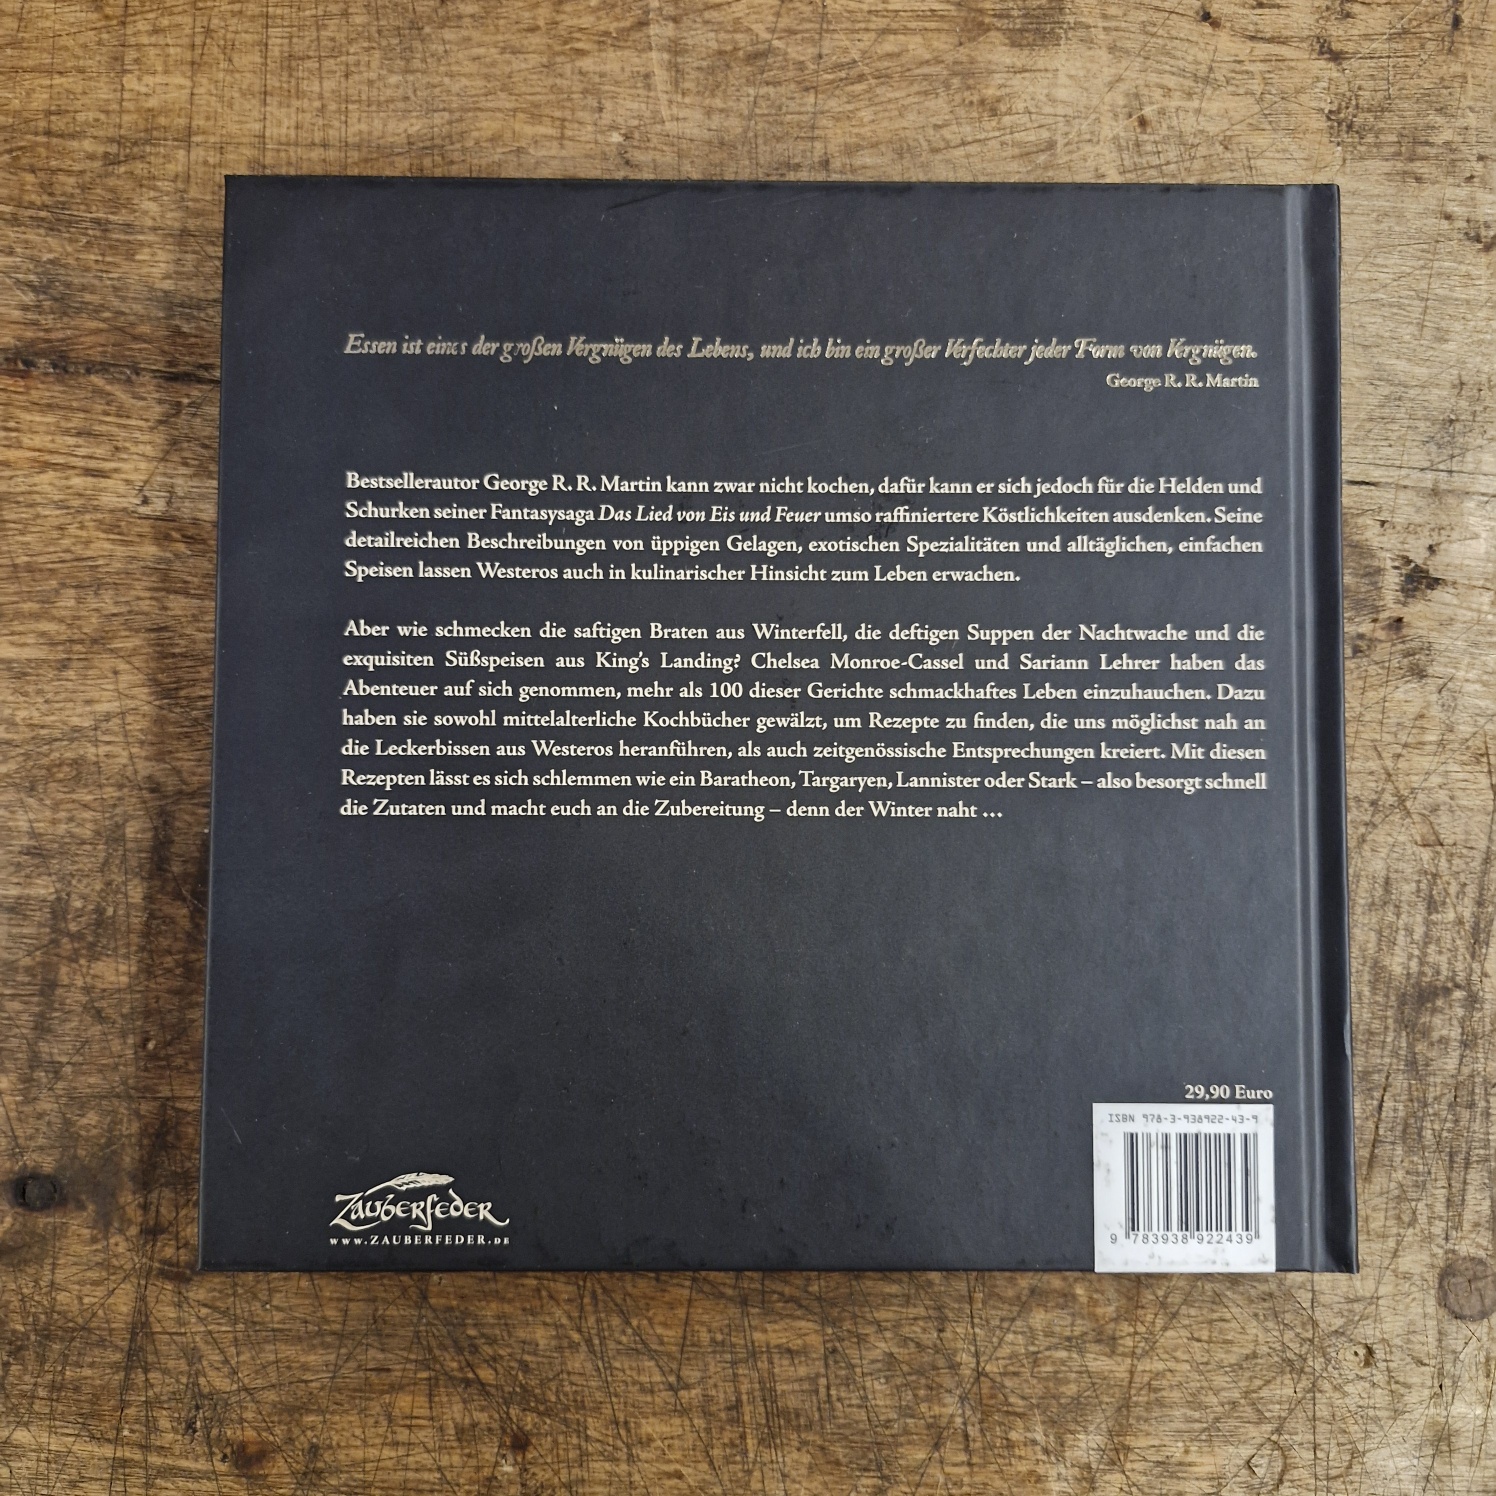 Essen ist eines der großen Vergnügen des Lebens, und ich bin ein großer Verfechter jeder Form von Vergnügen.
George R. R. Martin
Bestsellerautor George R. R. Martin kann zwar nicht kochen, dafür kann er sich jedoch für die Helden und
Schurken seiner Fantasysaga Das Lied von Eis und Feuer umso raffiniertere Köstlichkeiten ausdenken. Seine
detailreichen Beschreibungen von üppigen Gelagen, exotischen Spezialitäten und alltäglichen, einfachen
Speisen lassen Westeros auch in kulinarischer Hinsicht zum Leben erwachen.
Aber wie schmecken die saftigen Braten aus Winterfell, die deftigen Suppen der Nachtwache und die
exquisiten Süßspeisen aus King's Landing? Chelsea Monroe-Cassel und Sariann Lehrer haben das
Abenteuer auf sich genommen, mehr als 100 dieser Gerichte schmackhaftes Leben einzuhauchen. Dazu
haben sie sowohl mittelalterliche Kochbücher gewälzt, um Rezepte zu finden, die uns möglichst nah an
die Leckerbissen aus Westeros heranführen, als auch zeitgenössische Entsprechungen kreiert. Mit diesen
Rezepten lässt es sich schlemmen wie ein Baratheon, Targaryen, Lannister oder Stark – also besorgt schnell
die Zutaten und macht euch an die Zubereitung – denn der Winter naht …
29,90 Euro
ISBN 978-3-938922-43-9
9 783938 922439
Zauberfeder
www.ZAUBERFEDER.DE